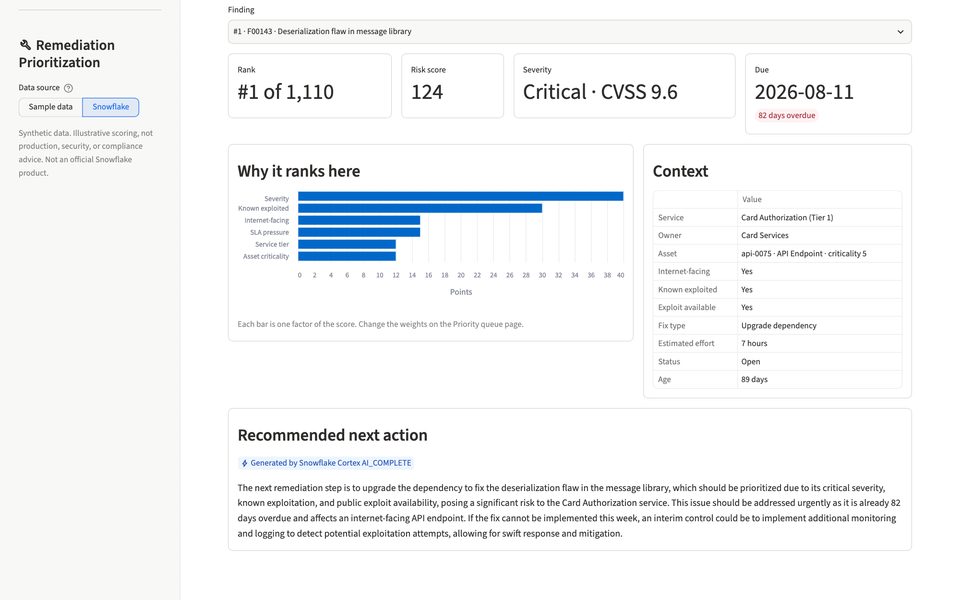 Remediation
Prioritization
Data source
Sample data
Snowflake
Synthetic data. Illustrative scoring, not
production, security, or compliance
advice. Not an official Snowflake
product.
Finding
#1 · F00143 · Deserialization flaw in message library
Rank
#1 of 1,110
Risk score
124
Severity
Critical · CVSS 9.6
Due
2026-08-11
82 days overdue
Why it ranks here
Severity
Known exploited
Internet-facing
SLA pressure
Service tier
Asset criticality
0 2 4 6 8 10 12 14 16 18 20 22 24 26 28 30 32 34 36 38 40
Points
Each bar is one factor of the score. Change the weights on the Priority queue page.
Context
Value
Service Card Authorization (Tier 1)
Owner Card Services
Asset api-0075 · API Endpoint · criticality 5
Internet-facing Yes
Known exploited Yes
Exploit available Yes
Fix type Upgrade dependency
Estimated effort 7 hours
Status Open
Age 89 days
Recommended next action
Generated by Snowflake Cortex AI_COMPLETE
The next remediation step is to upgrade the dependency to fix the deserialization flaw in the message library, which should be prioritized due to its critical severity,
known exploitation, and public exploit availability, posing a significant risk to the Card Authorization service. This issue should be addressed urgently as it is already 82
days overdue and affects an internet-facing API endpoint. If the fix cannot be implemented this week, an interim control could be to implement additional monitoring
and logging to detect potential exploitation attempts, allowing for swift response and mitigation.